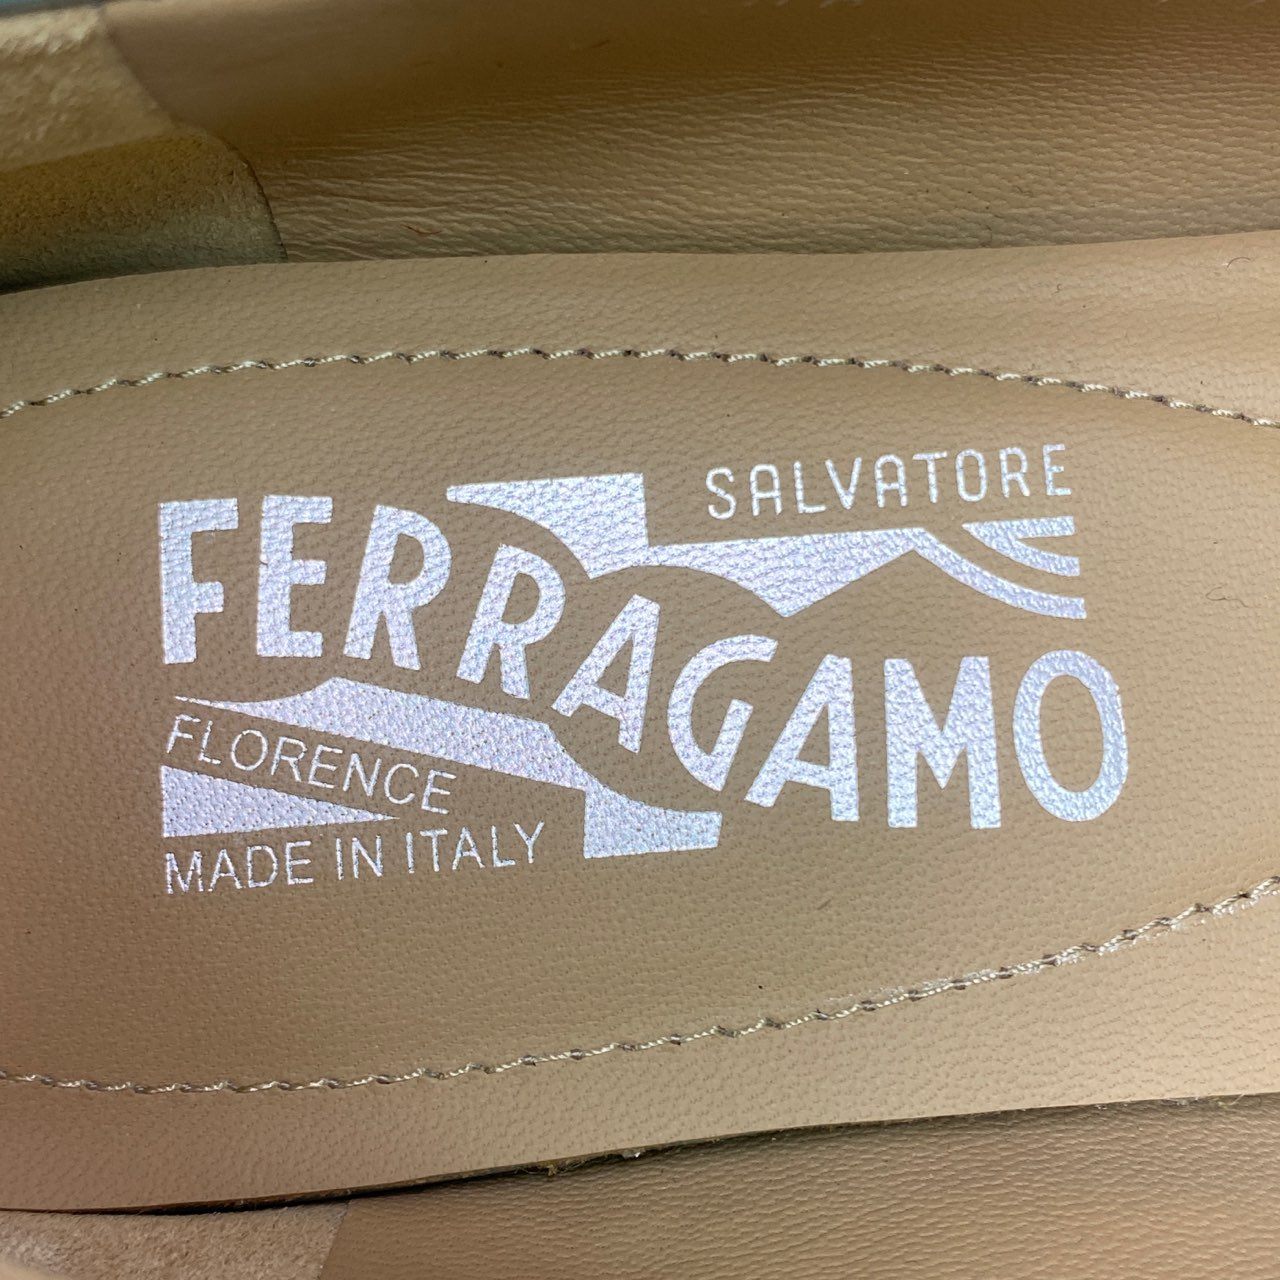 SALVATORE
FERRAGAMO
FLORENCE
MADE IN ITALY